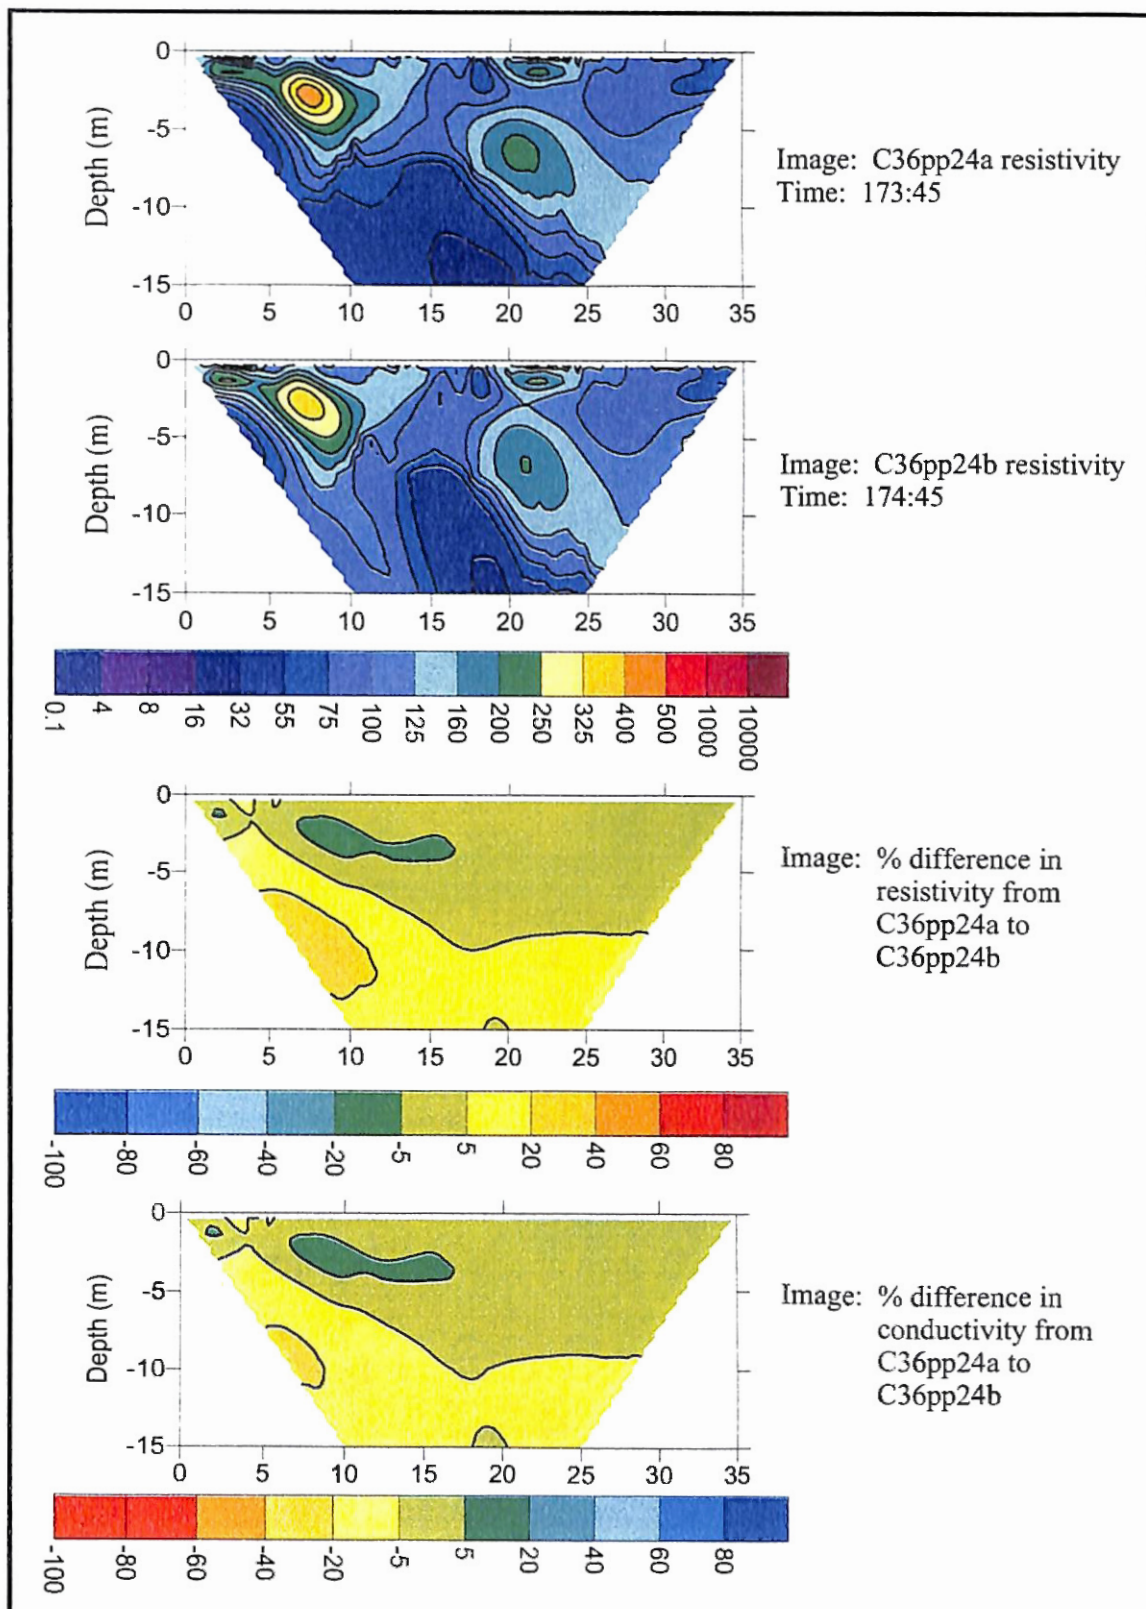 0
-5
-10
-15
Depth (m)
0 5 10 15 20 25 30 35
Image: C36pp24a resistivity
Time: 173:45
0
-5
-10
-15
Depth (m)
0 5 10 15 20 25 30 35
Image: C36pp24b resistivity
Time: 174:45
0.1 4 8 16 32 55 75 100 125 160 200 250 325 400 500 1000 10000
0
-5
-10
-15
Depth (m)
0 5 10 15 20 25 30 35
Image: % difference in
resistivity from
C36pp24a to
C36pp24b
-100 -80 -60 -40 -20 -5 5 20 40 60 80
0
-5
-10
-15
Depth (m)
0 5 10 15 20 25 30 35
Image: % difference in
conductivity from
C36pp24a to
C36pp24b
-100 -80 -60 -40 -20 -5 5 20 40 60 80